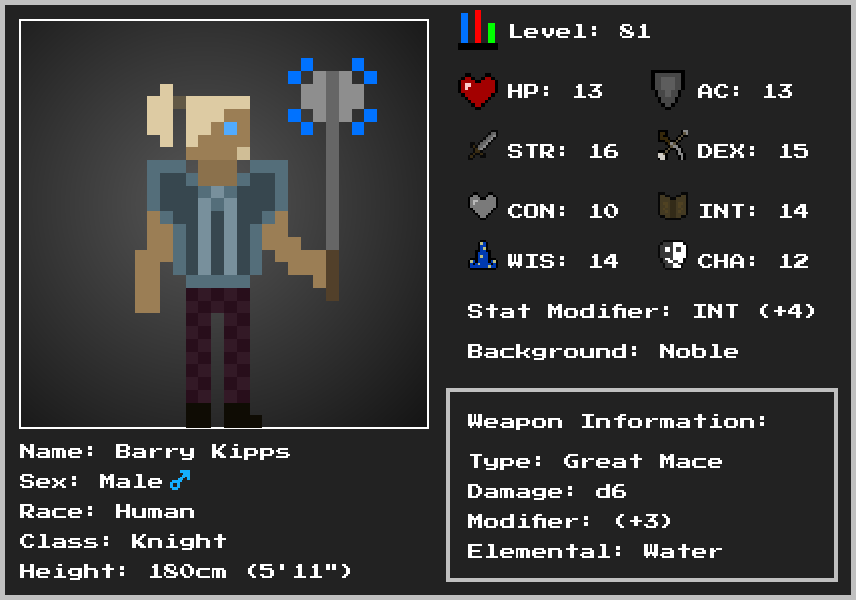 Level: 81
HP: 13
AC: 13
STR: 16
DEX: 15
CON: 10
INT: 14
WIS: 14
CHA: 12
Stat Modifier: INT (+4)
Background: Noble
Weapon Information:
Type: Great Mace
Damage: d6
Modifier: (+3)
Elemental: Water
Name: Barry Kipps
Sex: Male♂
Race: Human
Class: Knight
Height: 180cm (5'11")